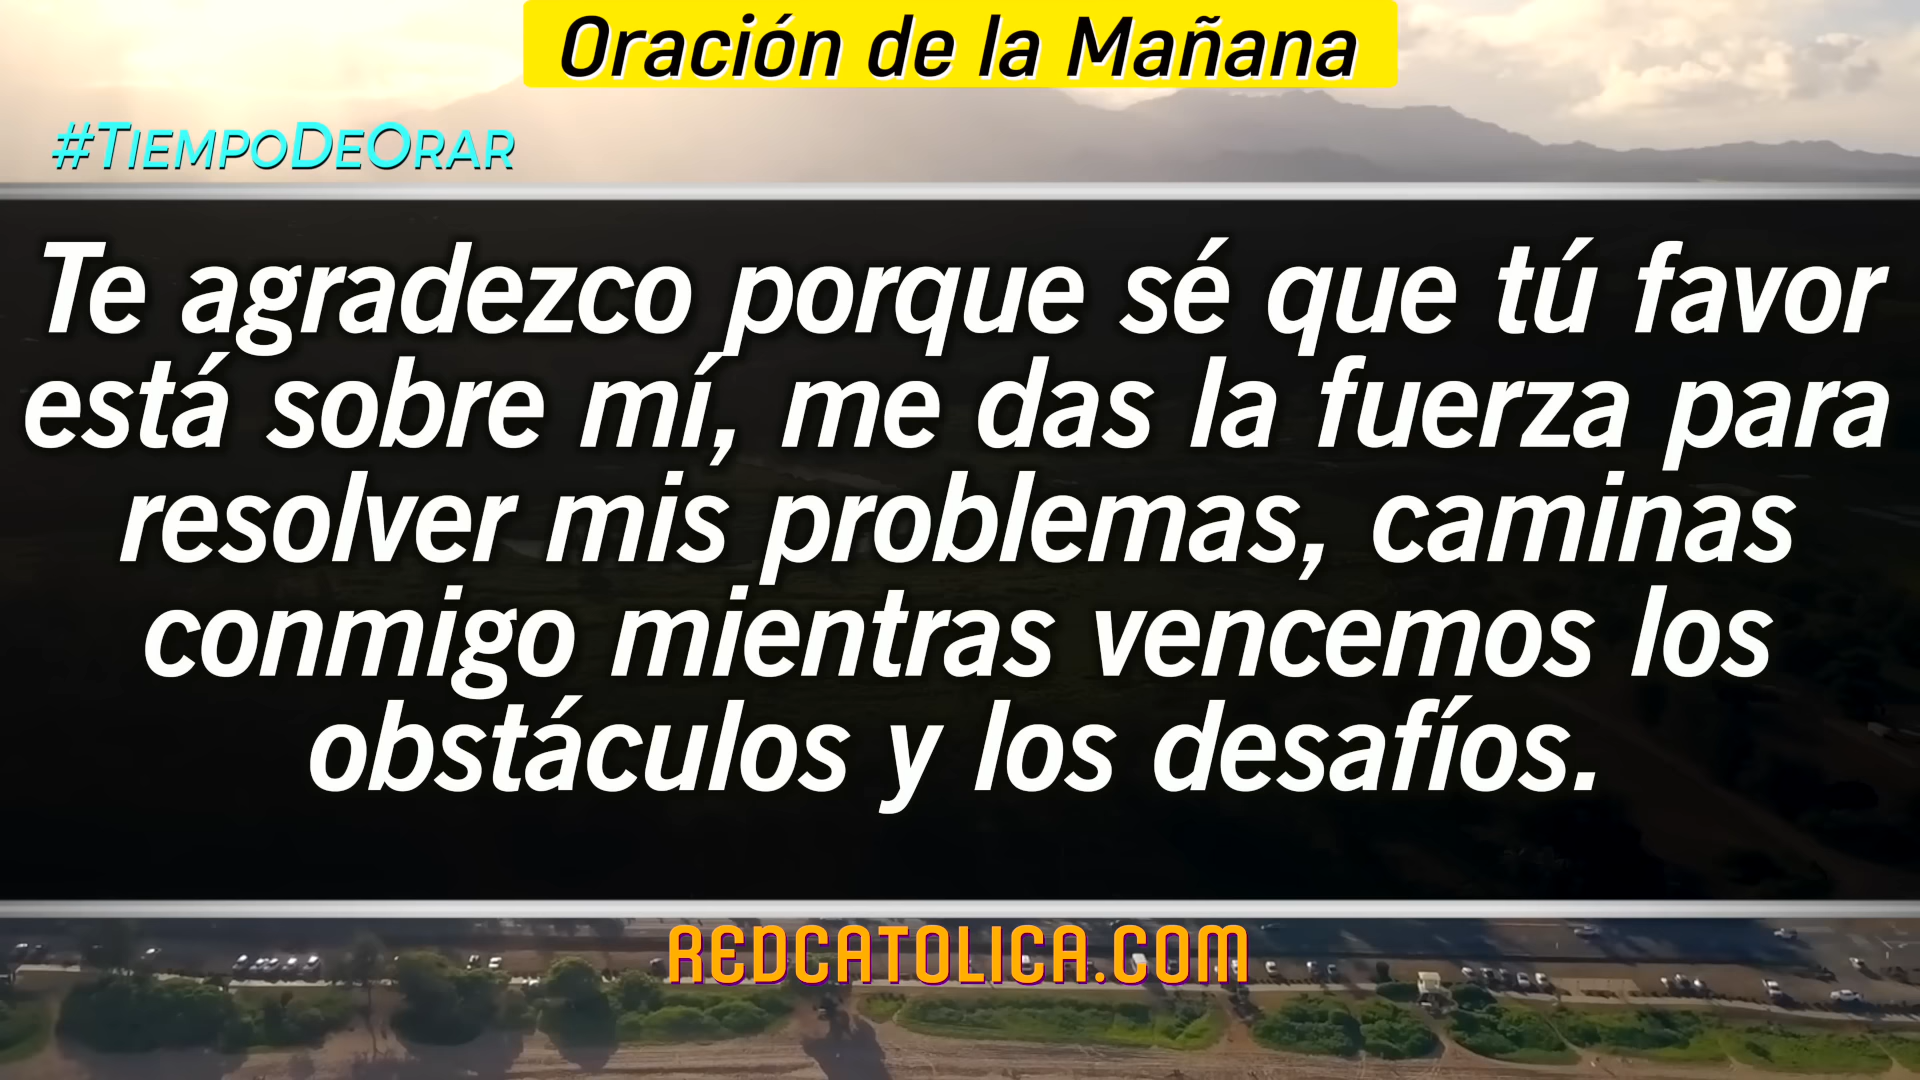 Oración de la Mañana
#TiempoDeOrar
Te agradezco porque sé que tú favor
está sobre mí, me das la fuerza para
resolver mis problemas, caminas
conmigo mientras vencemos los
obstáculos y los desafíos.
REDCATOLICA.COM